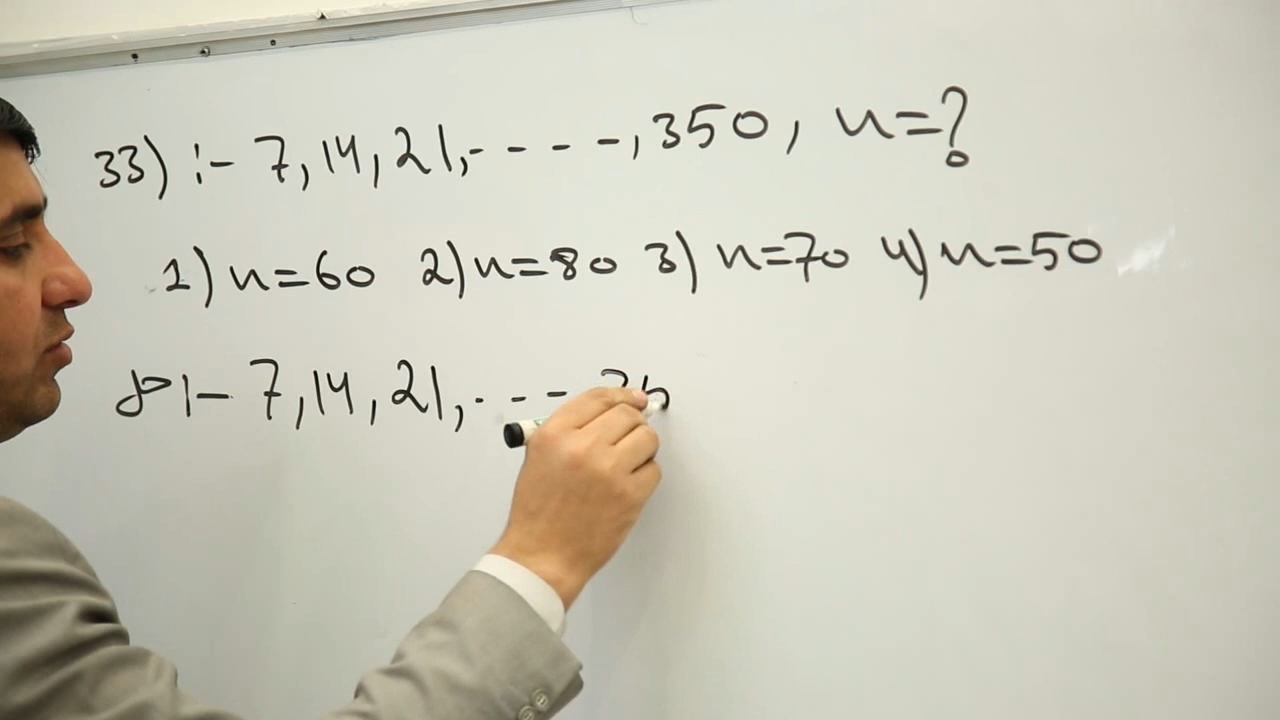 33) :- 7, 14, 21, - - - -, 350, n=?
1) n=60 2) n=80 3) n=70 4) n=50
:- 7, 14, 21, - - -